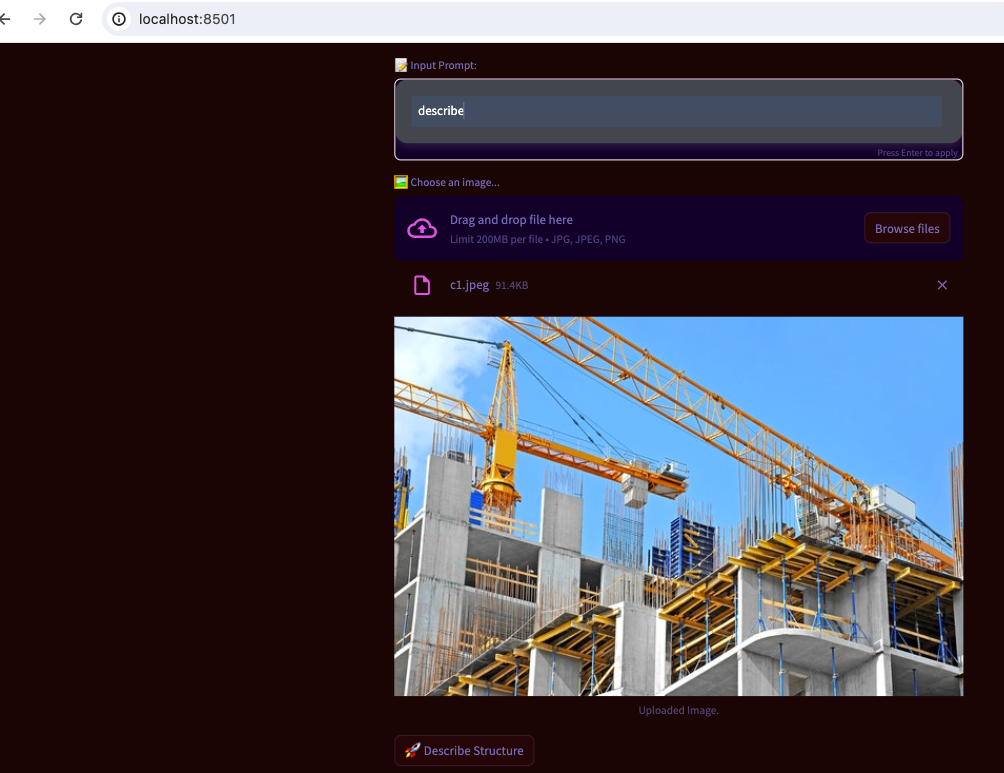 localhost:8501
Input Prompt:
describe
Press Enter to apply
Choose an image...
Drag and drop file here
Limit 200MB per file • JPG, JPEG, PNG
Browse files
c1.jpeg 91.4KB
Uploaded Image.
Describe Structure